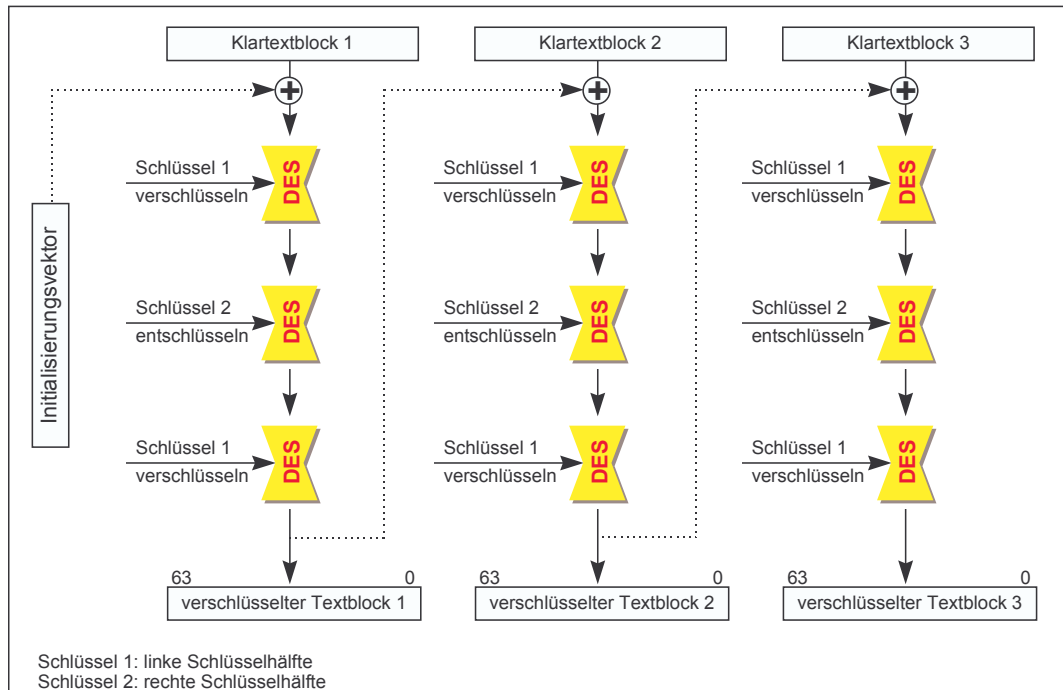 Klartextblock 1
Klartextblock 2
Klartextblock 3
Initialisierungsvektor
Schlüssel 1
verschlüsseln
DES
Schlüssel 1
verschlüsseln
DES
Schlüssel 1
verschlüsseln
DES
Schlüssel 2
entschlüsseln
DES
Schlüssel 2
entschlüsseln
DES
Schlüssel 2
entschlüsseln
DES
Schlüssel 1
verschlüsseln
DES
Schlüssel 1
verschlüsseln
DES
Schlüssel 1
verschlüsseln
DES
63 0
63 0
63 0
verschlüsselter Textblock 1
verschlüsselter Textblock 2
verschlüsselter Textblock 3
Schlüssel 1: linke Schlüsselhälfte
Schlüssel 2: rechte Schlüsselhälfte